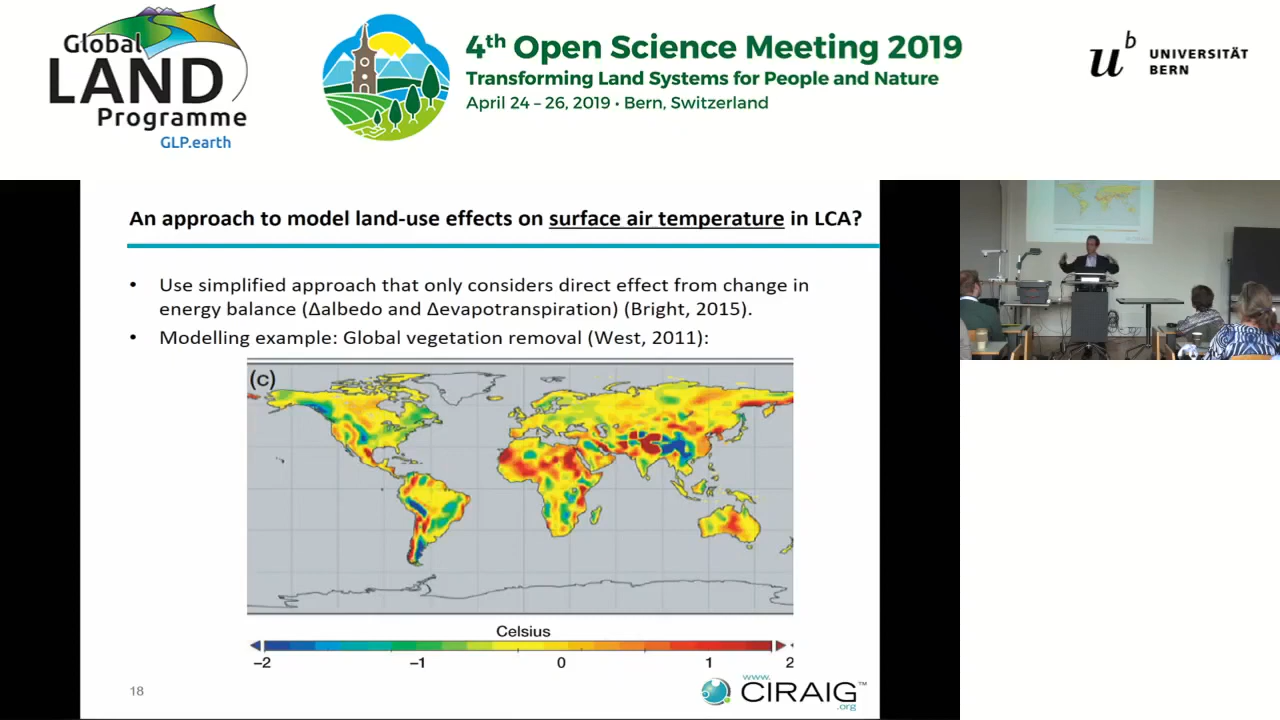 Global
LAND
Programme
GLP.earth
4th Open Science Meeting 2019
Transforming Land Systems for People and Nature
April 24 – 26, 2019 • Bern, Switzerland
u b
UNIVERSITÄT
BERN
An approach to model land-use effects on surface air temperature in LCA?
• Use simplified approach that only considers direct effect from change in
energy balance (Δalbedo and Δevapotranspiration) (Bright, 2015).
• Modelling example: Global vegetation removal (West, 2011):
(c)
Celsius
−2 −1 0 1 2
18
www.
CIRAIG™
.org